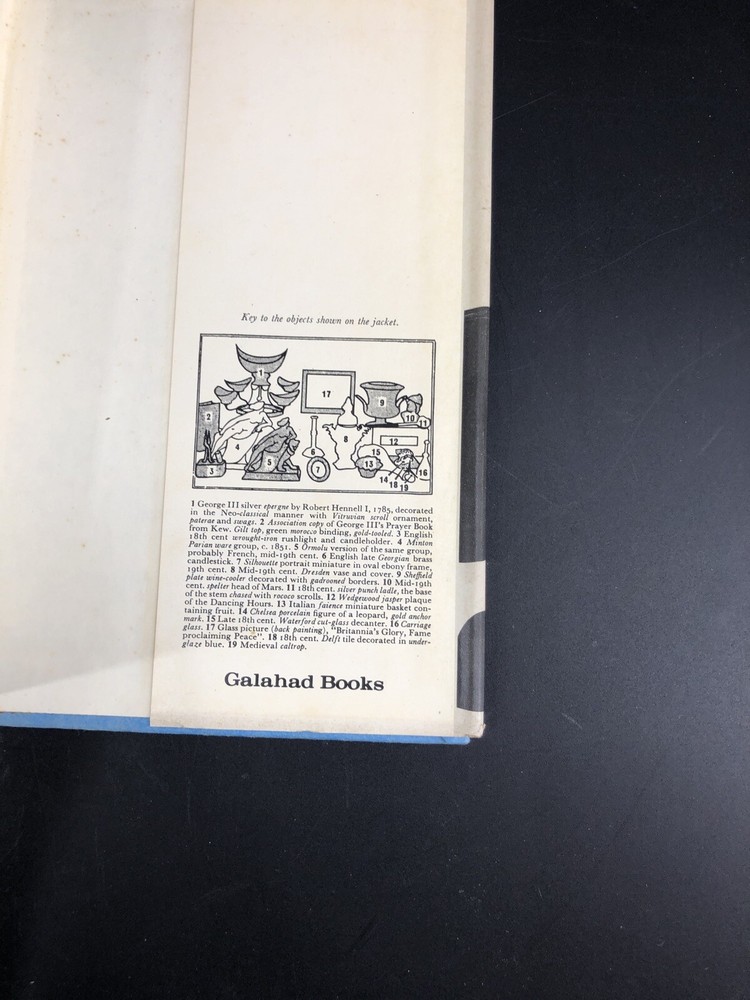 Key to the objects shown on the jacket.
1
17
9
2
10
11
8
12
4
6
15
3
5
7
13
16
14
18
19
1 George III silver epergne by Robert Hennell I, 1785, decorated
in the Neo-classical manner with Vitruvian scroll ornament,
paterae and swags. 2 Association copy of George III's Prayer Book
from Kew. Gilt top, green morocco binding, gold-tooled. 3 English
18th cent wrought-iron rushlight and candleholder. 4 Minton
Parian ware group, c. 1851. 5 Ormolu version of the same group,
probably French, mid-19th cent. 6 English late Georgian brass
candlestick. 7 Silhouette portrait miniature in oval ebony frame,
19th cent. 8 Mid-19th cent. Dresden vase and cover. 9 Sheffield
plate wine-cooler decorated with gadrooned borders. 10 Mid-19th
cent. spelter head of Mars. 11 18th cent. silver punch ladle, the base
of the stem chased with rococo scrolls. 12 Wedgewood jasper plaque
of the Dancing Hours. 13 Italian faience miniature basket con-
taining fruit. 14 Chelsea porcelain figure of a leopard, gold anchor
mark. 15 Late 18th cent. Waterford cut-glass decanter. 16 Carriage
glass. 17 Glass picture (back painting), "Britannia's Glory, Fame
proclaiming Peace". 18 18th cent. Delft tile decorated in under-
glaze blue. 19 Medieval caltrop.
Galahad Books